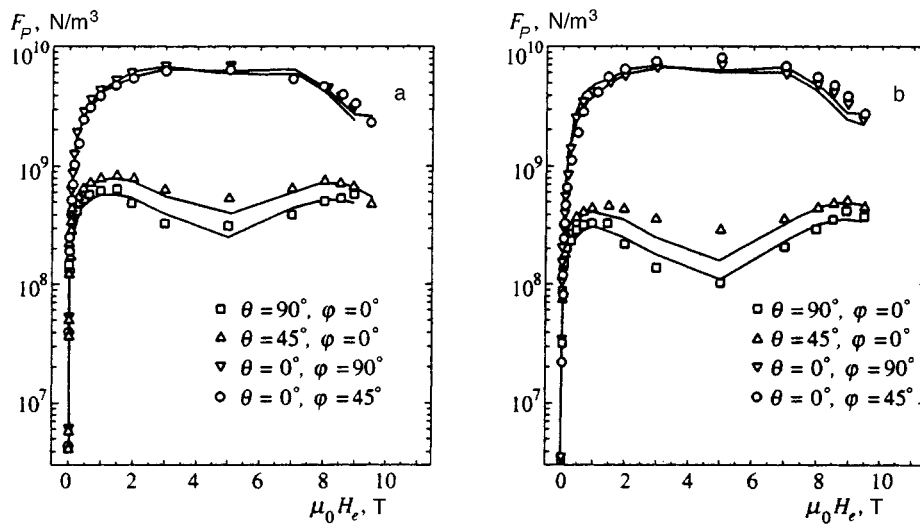 F_P, N/m³
10¹⁰
10⁹
10⁸
10⁷
a
□ θ = 90°, φ = 0°
△ θ = 45°, φ = 0°
▽ θ = 0°, φ = 90°
○ θ = 0°, φ = 45°
0 2 4 6 8 10
μ₀Hₑ, T
F_P, N/m³
10¹⁰
10⁹
10⁸
10⁷
b
□ θ = 90°, φ = 0°
△ θ = 45°, φ = 0°
▽ θ = 0°, φ = 90°
○ θ = 0°, φ = 45°
0 2 4 6 8 10
μ₀Hₑ, T